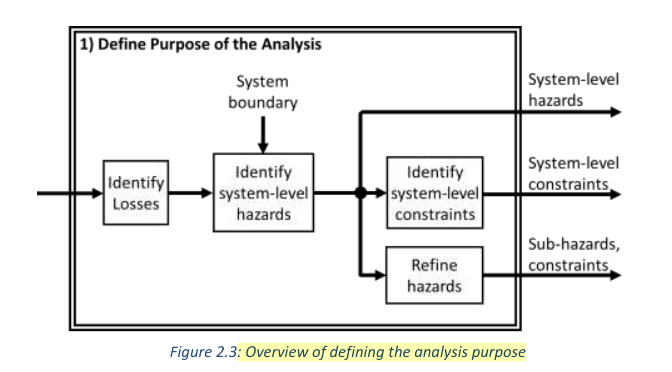 1) Define Purpose of the Analysis
System
boundary
System-level
hazards
Identify
Losses
Identify
system-level
hazards
Identify
system-level
constraints
System-level
constraints
Refine
hazards
Sub-hazards,
constraints
Figure 2.3: Overview of defining the analysis purpose